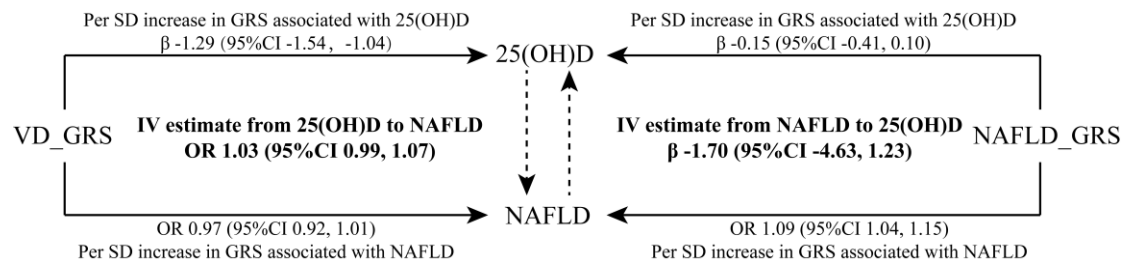 Per SD increase in GRS associated with 25(OH)D
β -1.29 (95%CI -1.54, -1.04)
Per SD increase in GRS associated with 25(OH)D
β -0.15 (95%CI -0.41, 0.10)
25(OH)D
VD_GRS
IV estimate from 25(OH)D to NAFLD
OR 1.03 (95%CI 0.99, 1.07)
IV estimate from NAFLD to 25(OH)D
β -1.70 (95%CI -4.63, 1.23)
NAFLD_GRS
NAFLD
OR 0.97 (95%CI 0.92, 1.01)
Per SD increase in GRS associated with NAFLD
OR 1.09 (95%CI 1.04, 1.15)
Per SD increase in GRS associated with NAFLD